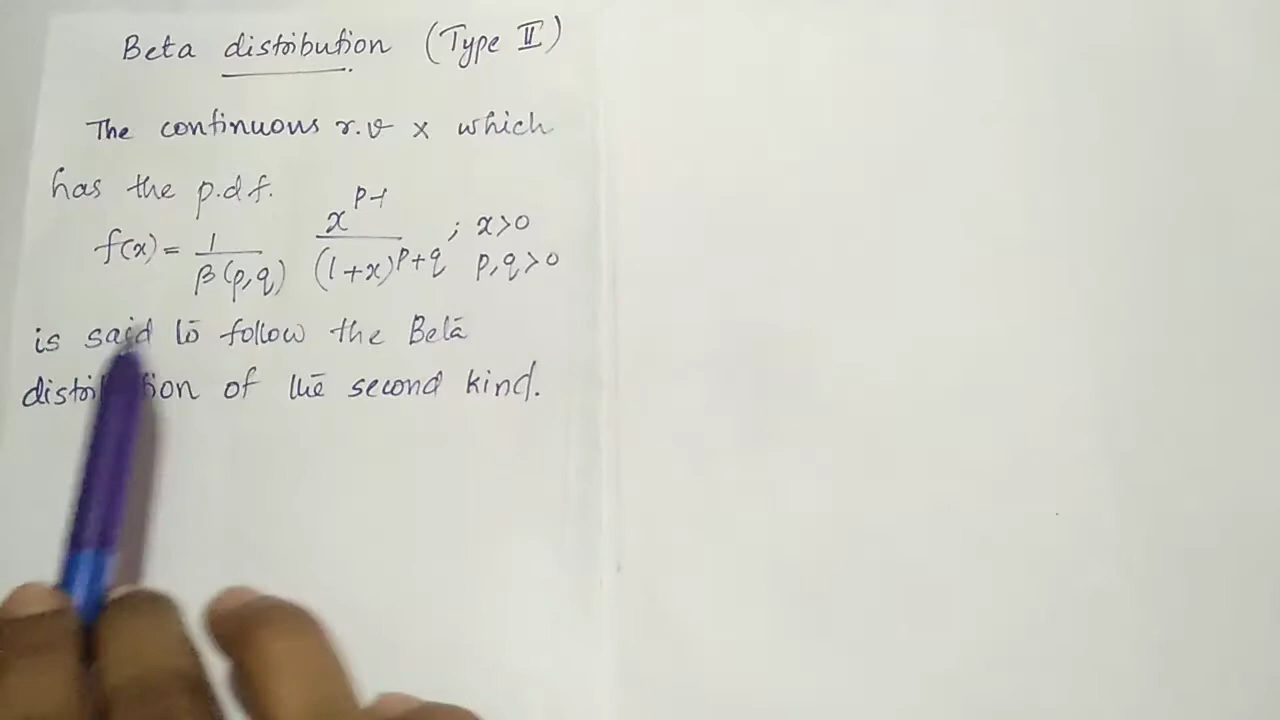 Beta distribution (Type II)
The continuous r.v x which
has the p.d.f.
f(x) = 1/β(p,q) x^(p-1)/(1+x)^(p+q) ; x>0
p,q>0
is said to follow the Beta
of the second kind.